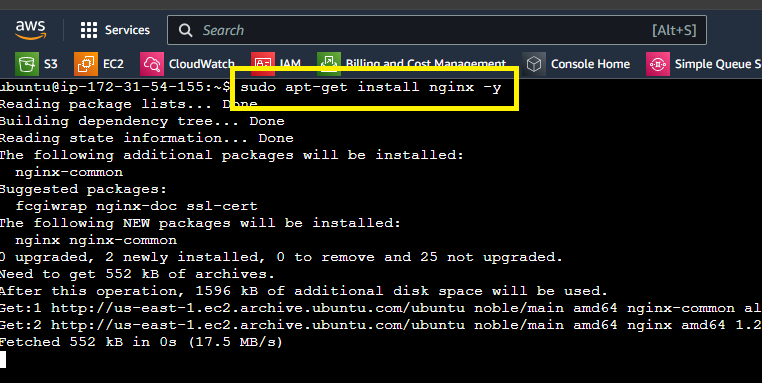 aws Services Search [Alt+S]
S3 EC2 CloudWatch IAM Billing and Cost Management Console Home Simple Queue S
ubuntu@ip-172-31-54-155:~$ sudo apt-get install nginx -y
Reading package lists... Done
Building dependency tree... Done
Reading state information... Done
The following additional packages will be installed:
  nginx-common
Suggested packages:
  fcgiwrap nginx-doc ssl-cert
The following NEW packages will be installed:
  nginx nginx-common
0 upgraded, 2 newly installed, 0 to remove and 25 not upgraded.
Need to get 552 kB of archives.
After this operation, 1596 kB of additional disk space will be used.
Get:1 http://us-east-1.ec2.archive.ubuntu.com/ubuntu noble/main amd64 nginx-common al
Get:2 http://us-east-1.ec2.archive.ubuntu.com/ubuntu noble/main amd64 nginx amd64 1.2
Fetched 552 kB in 0s (17.5 MB/s)